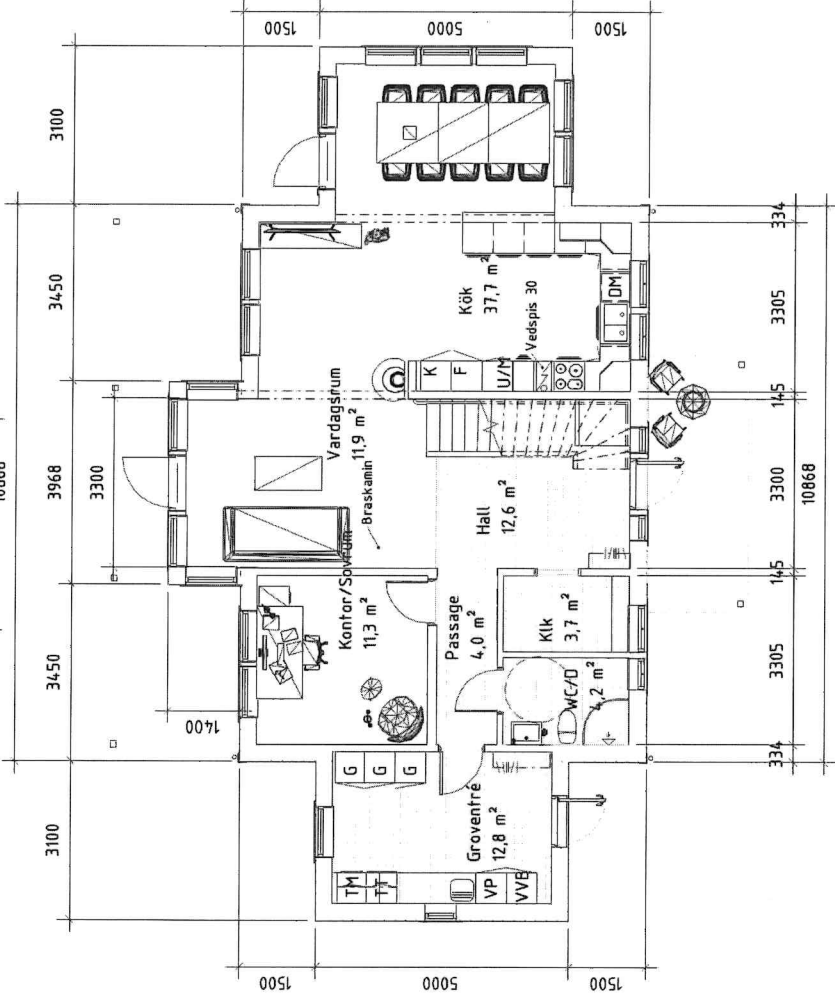 1500
5000
1500
3100
3450
3968
3300
3450
1400
3100
10868
Kök
37,7 m²
Vedspis 30
DM
K
F
U/M
Vardagsrum
11,9 m²
Braskamin
Hall
12,6 m²
Kontor/Sovrum
11,3 m²
Passage
4,0 m²
Klk
3,7 m²
WC/D
4,2 m²
G
G
G
Groventré
12,8 m²
TM
TT
VP
VVB
334
3305
145
3300
10868
145
3305
334
1500
5000
1500